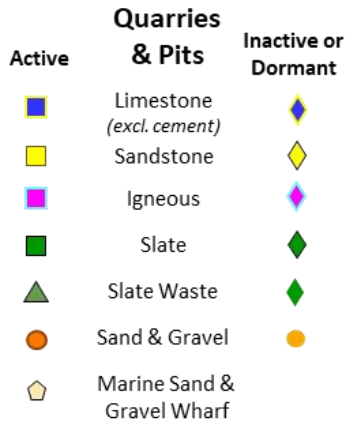 Quarries
& Pits
Active
Inactive or
Dormant
Limestone
(excl. cement)
Sandstone
Igneous
Slate
Slate Waste
Sand & Gravel
Marine Sand &
Gravel Wharf